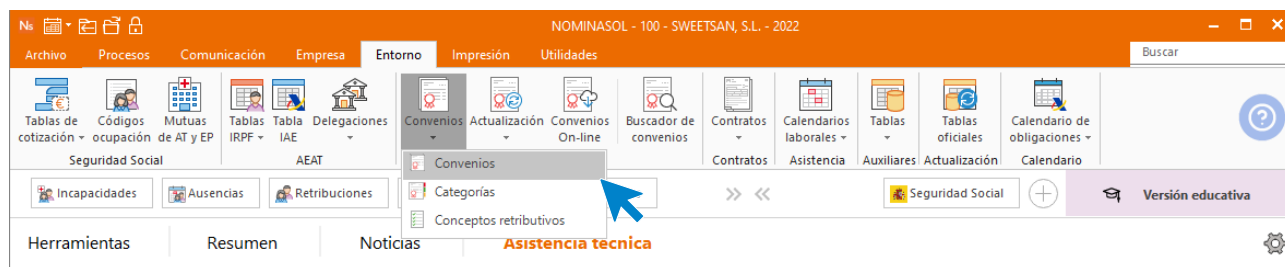 Ns NOMINASOL - 100 - SWEETSAN, S.L. - 2022
Archivo Procesos Comunicación Empresa Entorno Impresión Utilidades Buscar
Tablas de cotización
Códigos ocupación
Mutuas de AT y EP
Tablas IRPF
Tabla IAE
Delegaciones
Convenios
Actualización
Convenios On-line
Buscador de convenios
Contratos
Calendarios laborales
Tablas
Tablas oficiales
Calendario de obligaciones
?
Seguridad Social AEAT Contratos Asistencia Auxiliares Actualización Calendario
Convenios
Categorías
Conceptos retributivos
Incapacidades Ausencias Retribuciones Seguridad Social Versión educativa
Herramientas Resumen Noticias Asistencia técnica